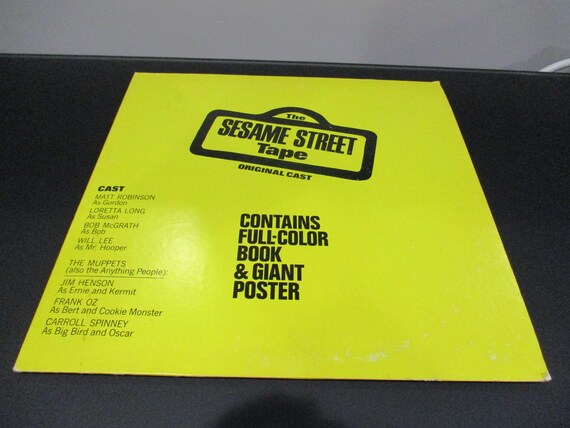 The
SESAME STREET
Tape
ORIGINAL CAST
CAST
MATT ROBINSON
As Gordon
LORETTA LONG
As Susan
BOB McGRATH
As Bob
WILL LEE
As Mr. Hooper
THE MUPPETS
(also the Anything People):
JIM HENSON
As Ernie and Kermit
FRANK OZ
As Bert and Cookie Monster
CARROLL SPINNEY
As Big Bird and Oscar
CONTAINS
FULL-COLOR
BOOK
& GIANT
POSTER